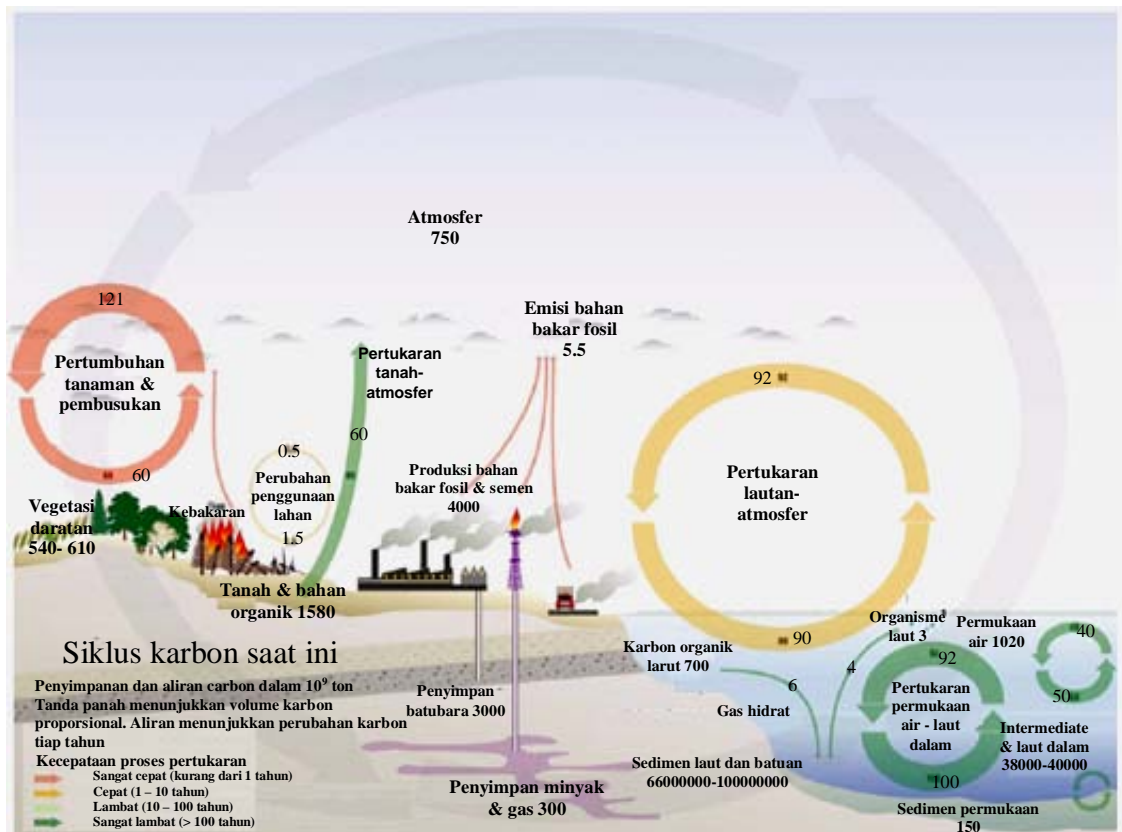 Atmosfer
750
121
Pertumbuhan
tanaman &
pembusukan
60
Emisi bahan
bakar fosil
5.5
Pertukaran
tanah-
atmosfer
60
0.5
Perubahan
penggunaan
lahan
1.5
Vegetasi
daratan
540- 610
Kebakaran
Produksi bahan
bakar fosil & semen
4000
92
Pertukaran
lautan-
atmosfer
90
Tanah & bahan
organik 1580
Siklus karbon saat ini
Penyimpanan dan aliran carbon dalam 10⁹ ton
Tanda panah menunjukkan volume karbon
proporsional. Aliran menunjukkan perubahan karbon
tiap tahun
Kecepataan proses pertukaran
Sangat cepat (kurang dari 1 tahun)
Cepat (1 – 10 tahun)
Lambat (10 – 100 tahun)
Sangat lambat (> 100 tahun)
Penyimpan
batubara 3000
Penyimpan minyak
& gas 300
Karbon organik
larut 700
6
4
Gas hidrat
Sedimen laut dan batuan
66000000-100000000
Organisme
laut 3
Permukaan
air 1020
92
Pertukaran
permukaan
air - laut
dalam
100
40
50
Intermediate
& laut dalam
38000-40000
Sedimen permukaan
150